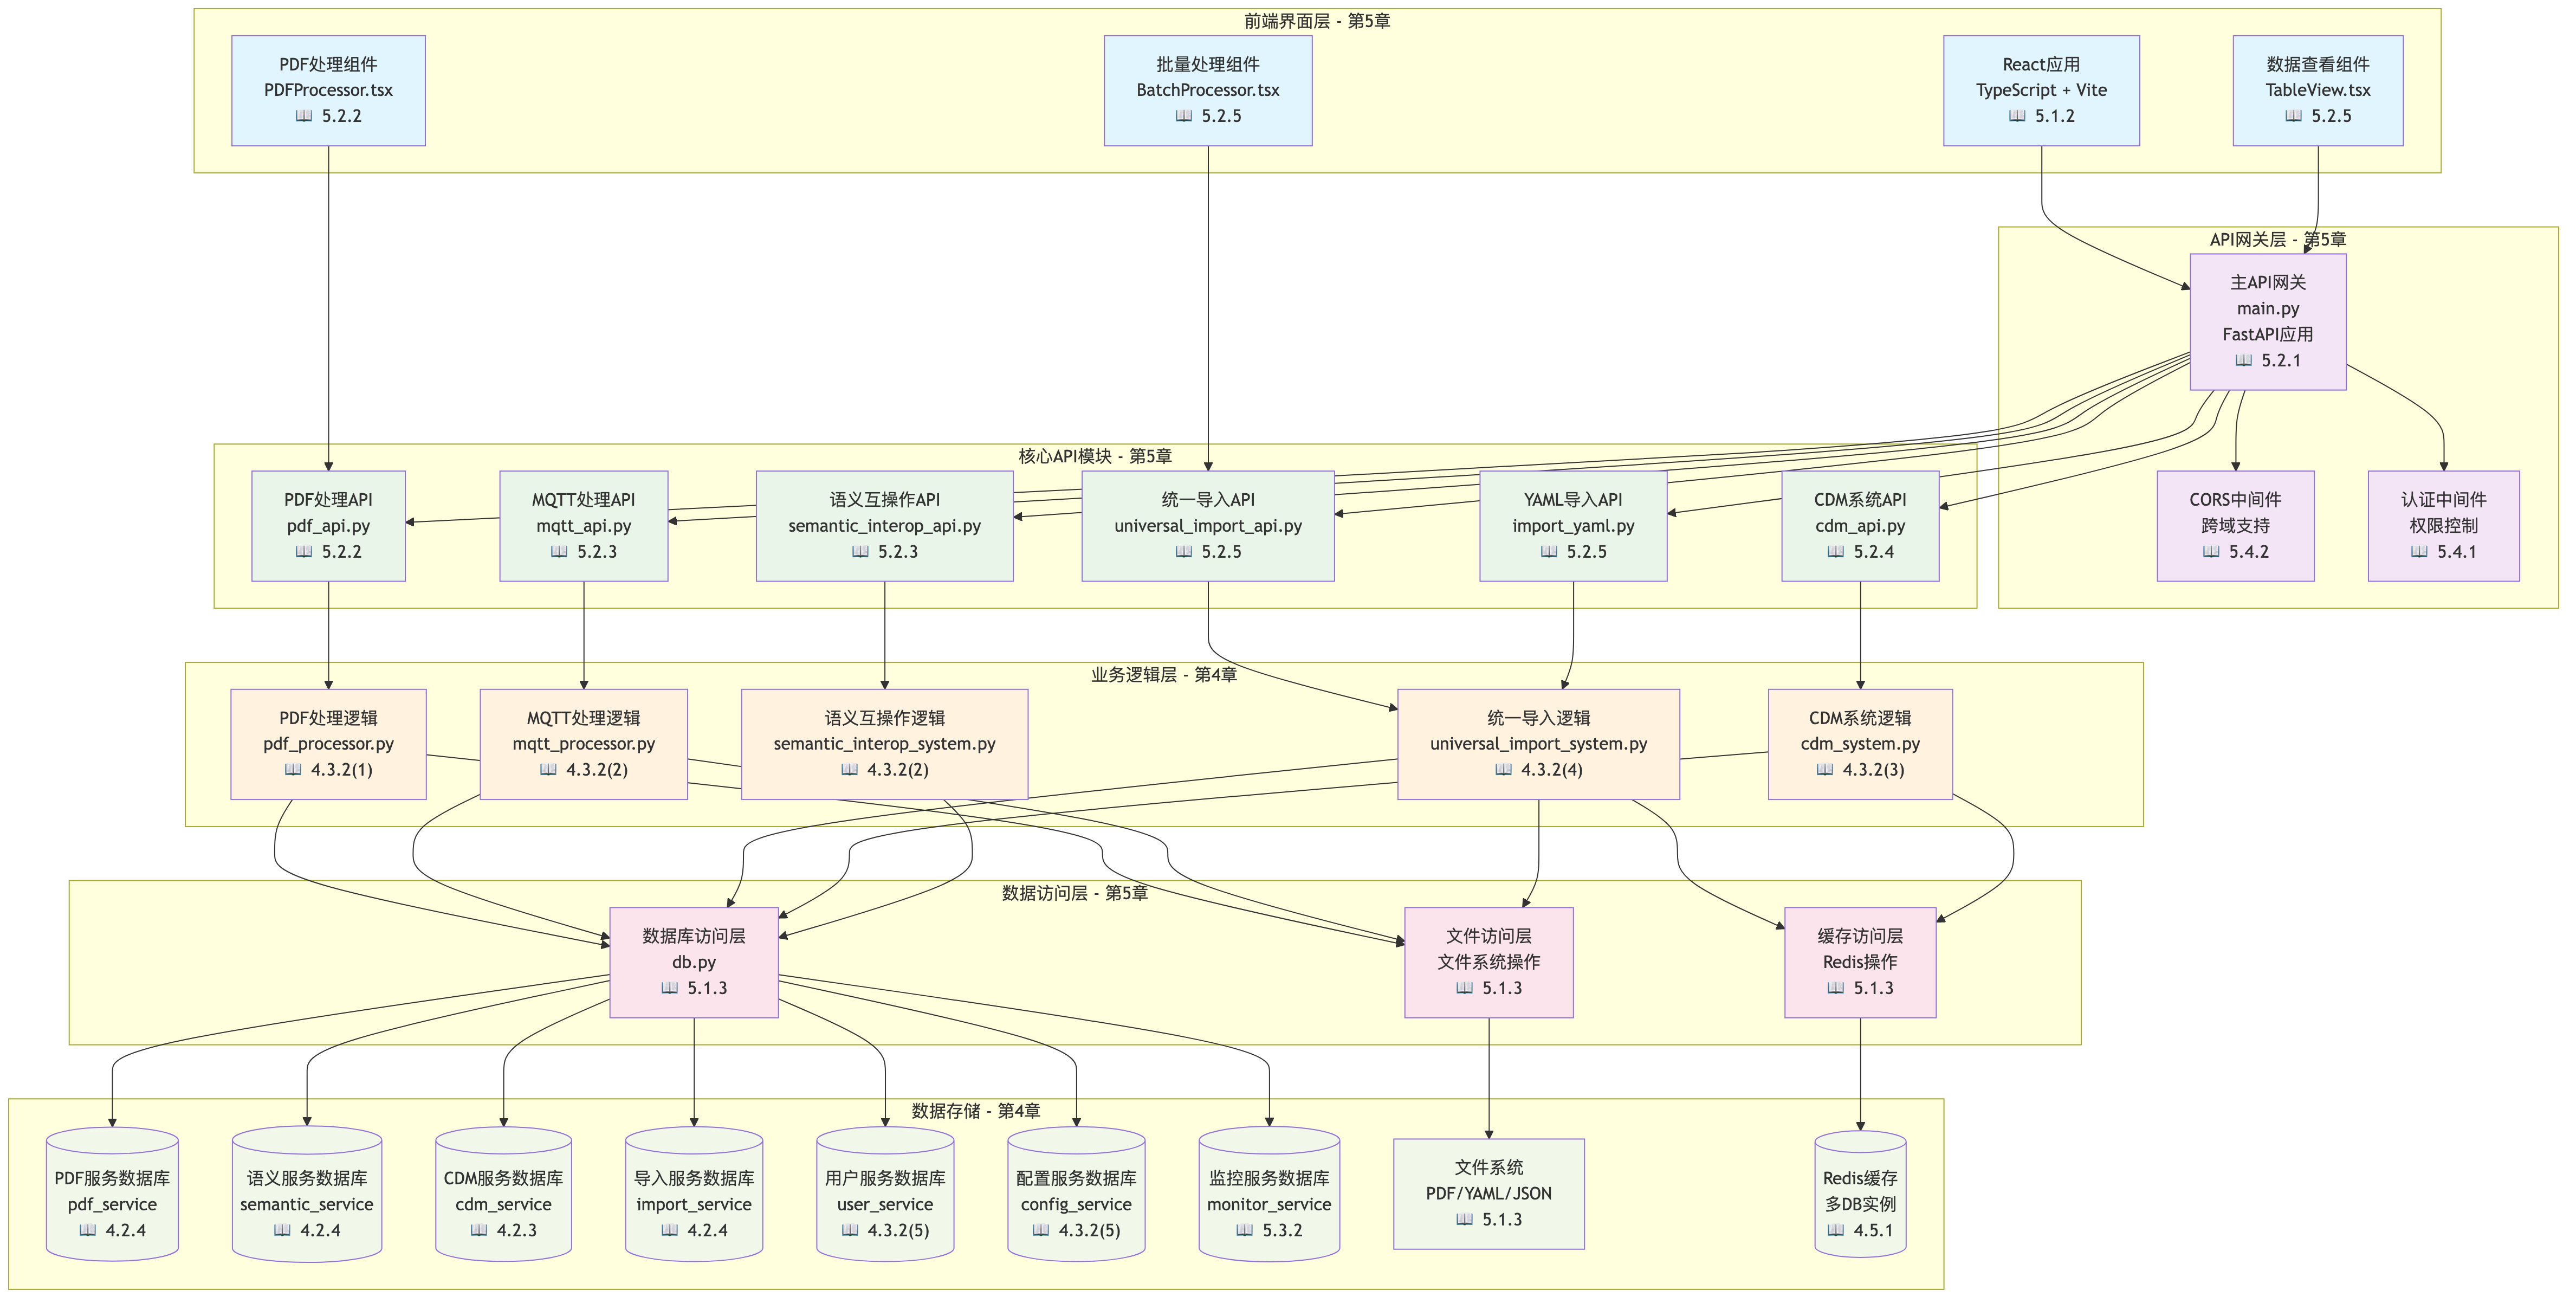 前端界面层 - 第5章
PDF处理组件
PDFProcessor.tsx
📖 5.2.2
批量处理组件
BatchProcessor.tsx
📖 5.2.5
React应用
TypeScript + Vite
📖 5.1.2
数据查看组件
TableView.tsx
📖 5.2.5
API网关层 - 第5章
主API网关
main.py
FastAPI应用
📖 5.2.1
CORS中间件
跨域支持
📖 5.4.2
认证中间件
权限控制
📖 5.4.1
核心API模块 - 第5章
PDF处理API
pdf_api.py
📖 5.2.2
MQTT处理API
mqtt_api.py
📖 5.2.3
语义互操作API
semantic_interop_api.py
📖 5.2.3
统一导入API
universal_import_api.py
📖 5.2.5
YAML导入API
import_yaml.py
📖 5.2.5
CDM系统API
cdm_api.py
📖 5.2.4
业务逻辑层 - 第4章
PDF处理逻辑
pdf_processor.py
📖 4.3.2(1)
MQTT处理逻辑
mqtt_processor.py
📖 4.3.2(2)
语义互操作逻辑
semantic_interop_system.py
📖 4.3.2(2)
统一导入逻辑
universal_import_system.py
📖 4.3.2(4)
CDM系统逻辑
cdm_system.py
📖 4.3.2(3)
数据访问层 - 第5章
数据库访问层
db.py
📖 5.1.3
文件访问层
文件系统操作
📖 5.1.3
缓存访问层
Redis操作
📖 5.1.3
数据存储 - 第4章
PDF服务数据库
pdf_service
📖 4.2.4
语义服务数据库
semantic_service
📖 4.2.4
CDM服务数据库
cdm_service
📖 4.2.3
导入服务数据库
import_service
📖 4.2.4
用户服务数据库
user_service
📖 4.3.2(5)
配置服务数据库
config_service
📖 4.3.2(5)
监控服务数据库
monitor_service
📖 5.3.2
文件系统
PDF/YAML/JSON
📖 5.1.3
Redis缓存
多DB实例
📖 4.5.1